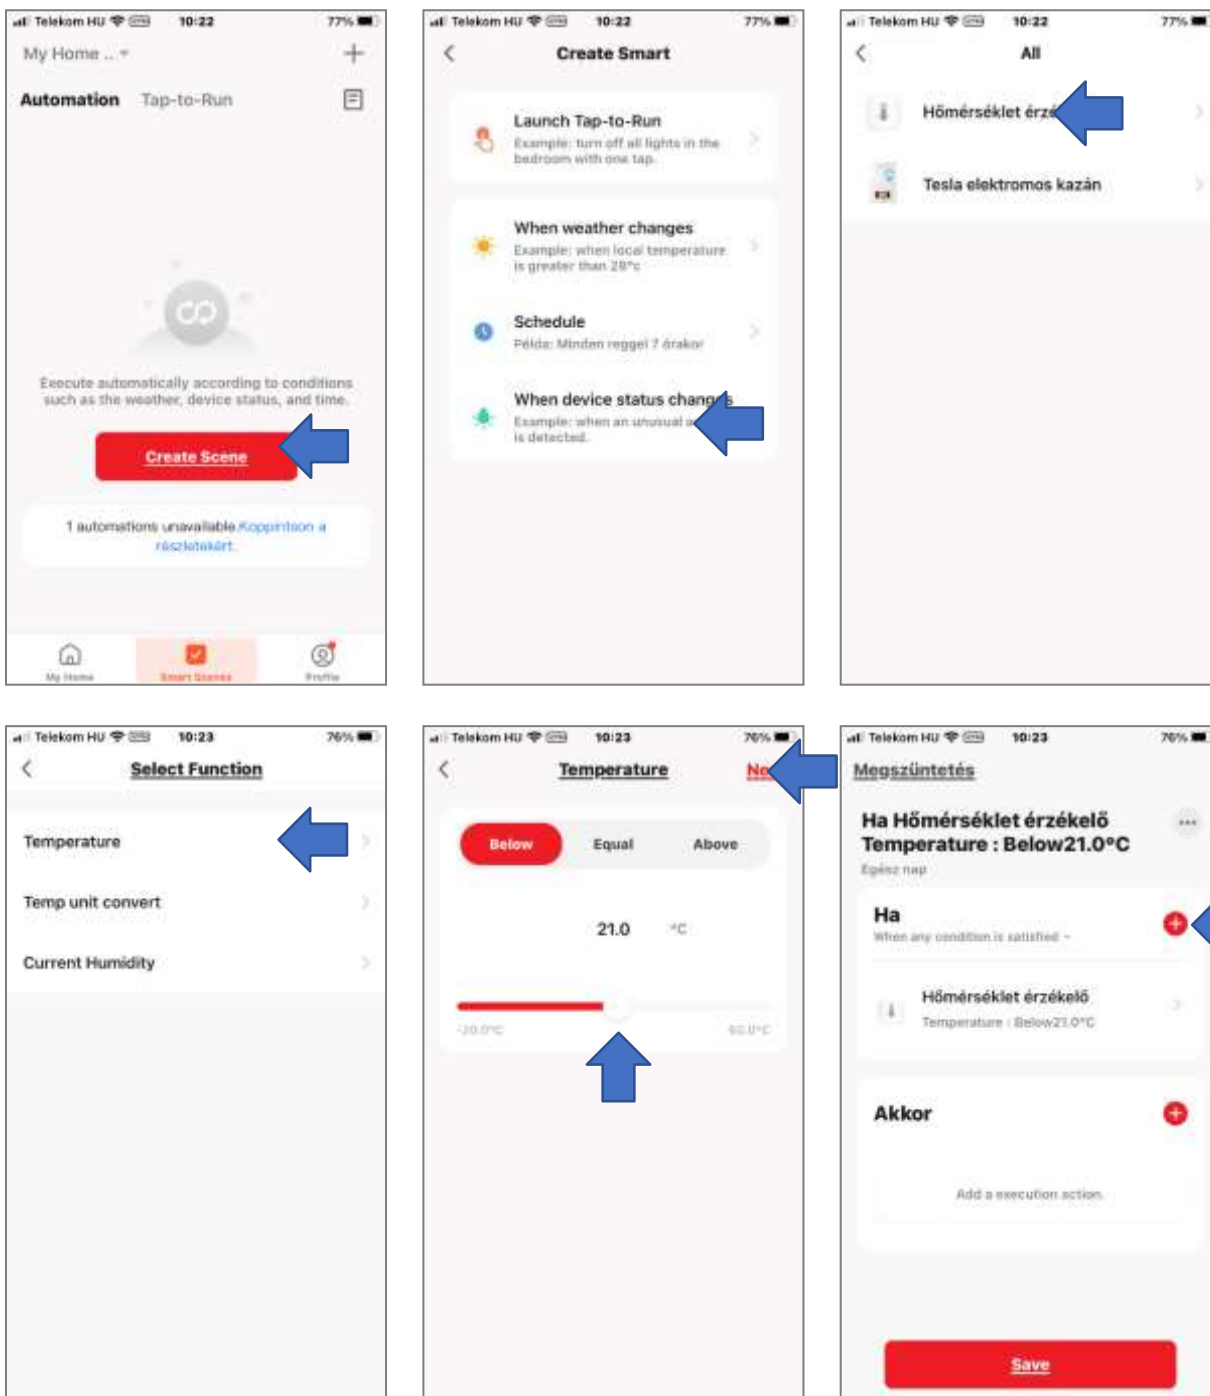 Telekom HU 10:22 77%
My Home .. 
Automation Tap-to-Run
Execute automatically according to conditions
such as the weather, device status, and time.
Create Scene
1 automations unavailable.Koppintson a
részletekért.
My Home Smart Scenes Profile
Telekom HU 10:22 77%
Create Smart
Launch Tap-to-Run
Example: turn off all lights in the
bedroom with one tap.
When weather changes
Example: when local temperature
is greater than 28°c
Schedule
Példa: Minden reggel 7 órakor
When device status changes
Example: when an unusual
is detected.
Telekom HU 10:22 77%
All
Hőmérséklet
Tesla elektromos kazán
Telekom HU 10:23 76%
Select Function
Temperature
Temp unit convert
Current Humidity
Telekom HU 10:23 76%
Temperature
Below Equal Above
21.0 °C
-20.0°C 60.0°C
Telekom HU 10:23 76%
Megszüntetés
Ha Hőmérséklet érzékelő
Temperature : Below21.0°C
Egész nap
Ha
When any condition is satisfied
Hőmérséklet érzékelő
Temperature : Below21.0°C
Akkor
Add a execution action.
Save